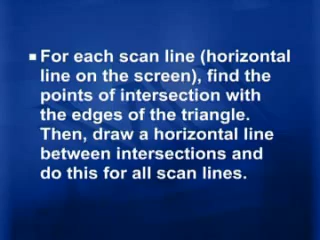 For each scan line (horizontal
line on the screen), find the
points of intersection with
the edges of the triangle.
Then, draw a horizontal line
between intersections and
do this for all scan lines.